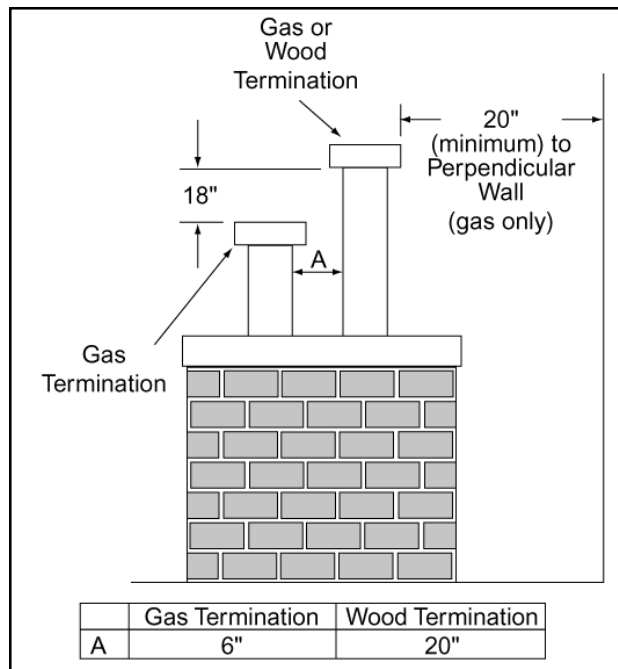 Gas or
Wood
Termination
20"
(minimum) to
Perpendicular
Wall
(gas only)
18"
A
Gas
Termination
Gas Termination Wood Termination
A 6" 20"